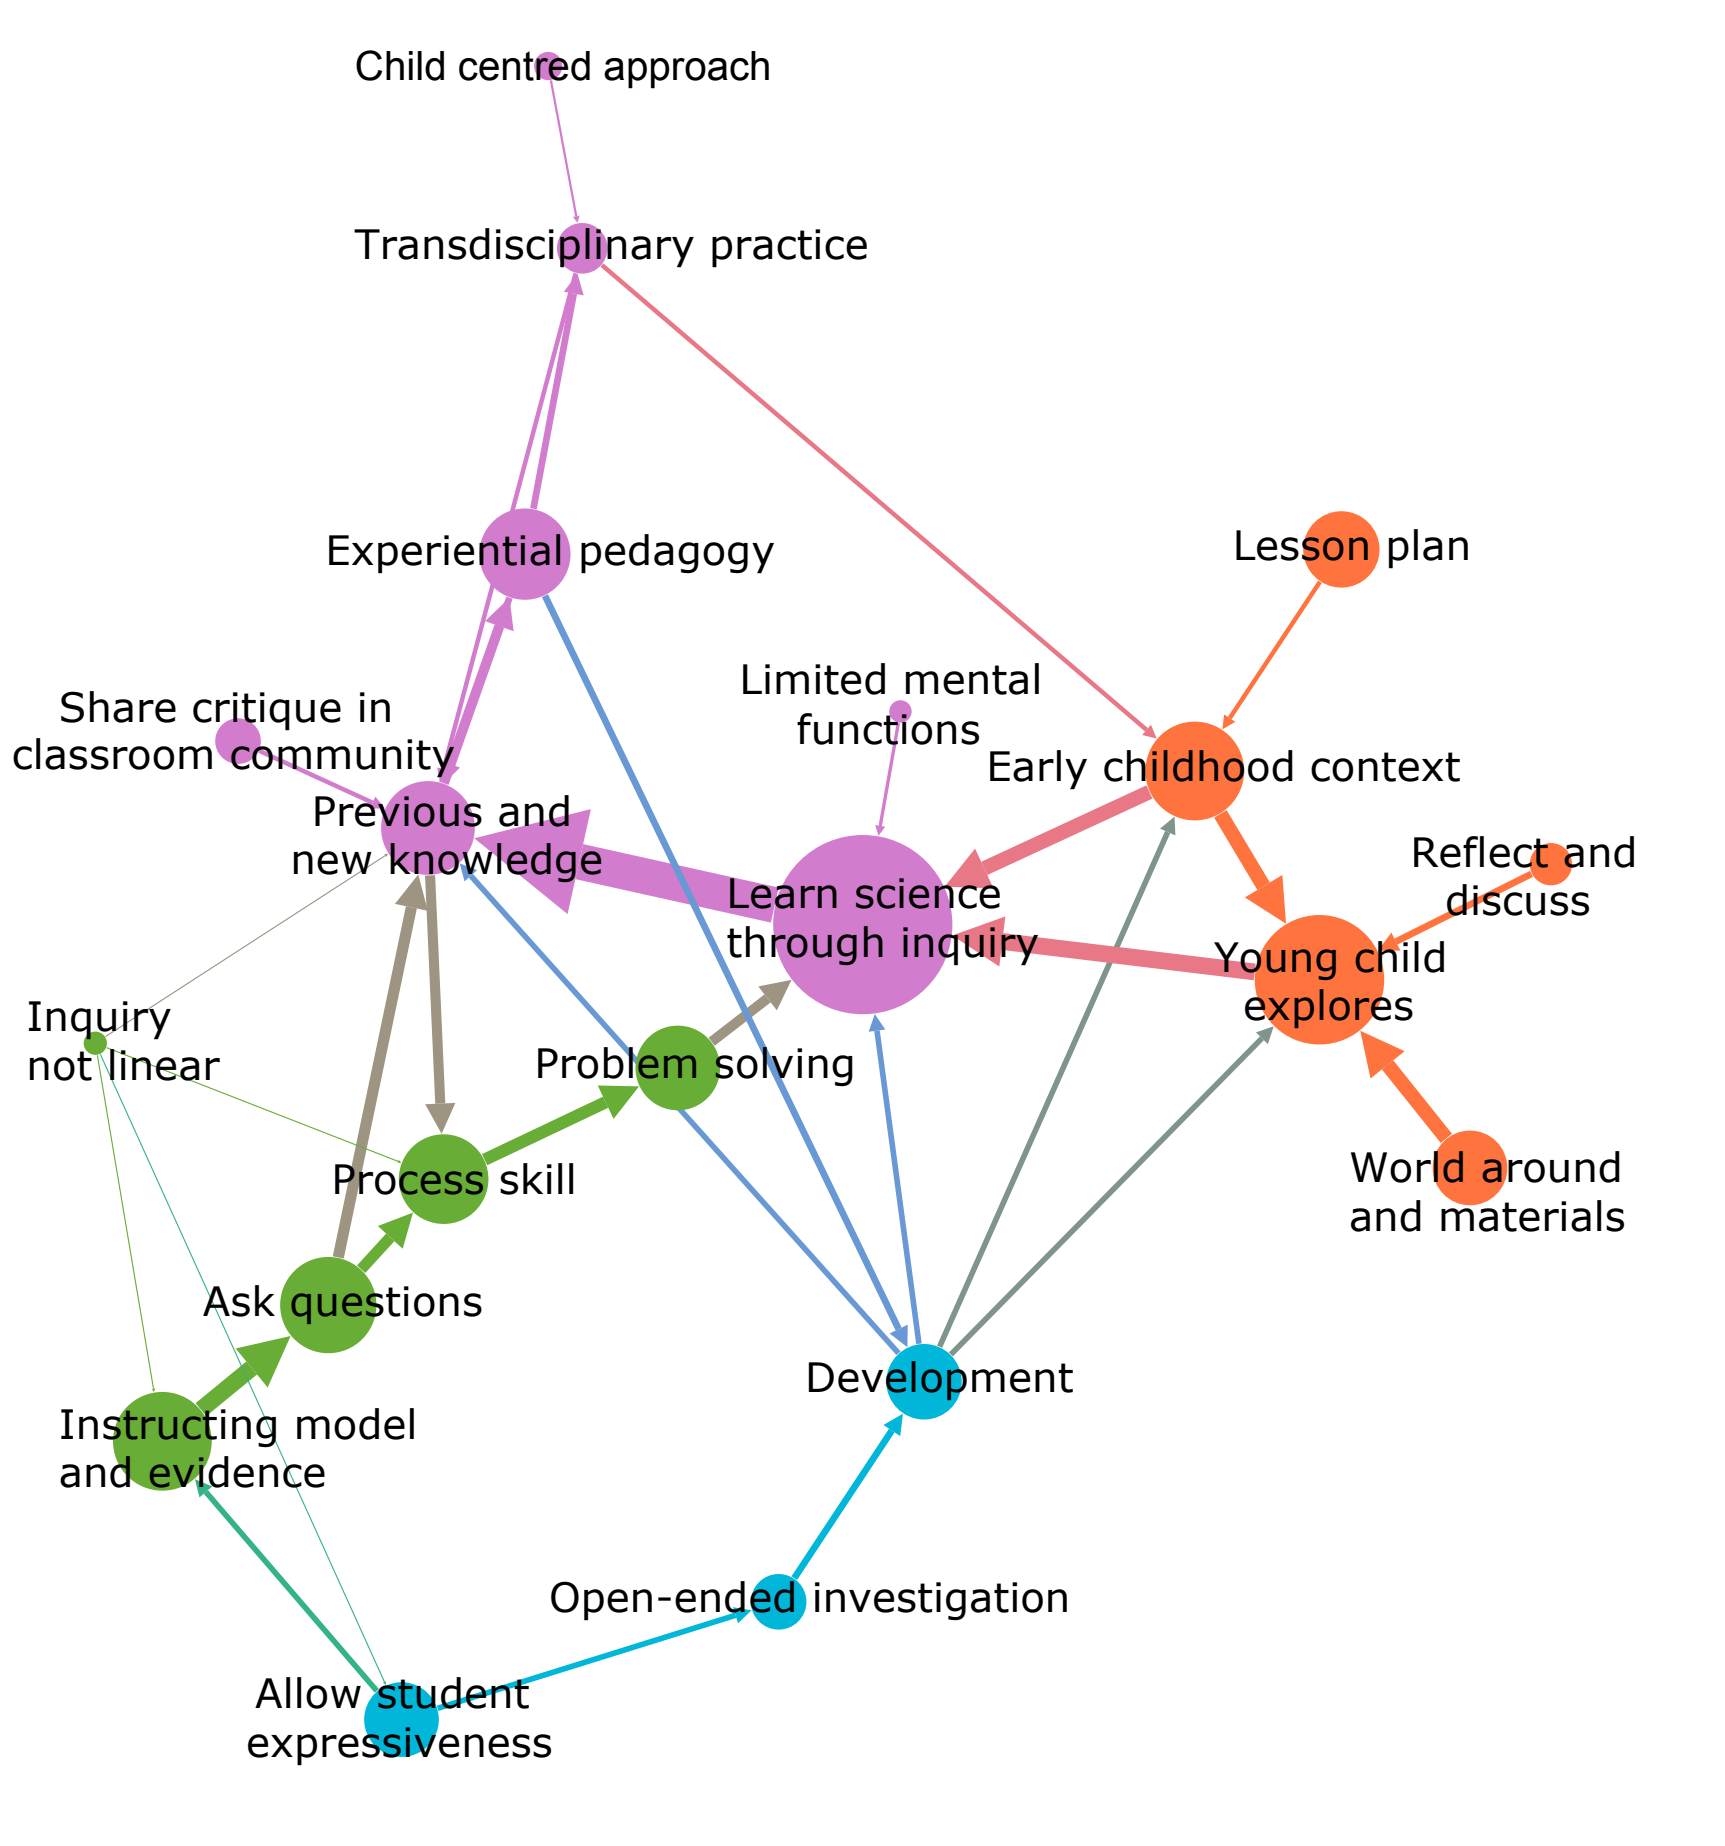 Child centred approach
Transdisciplinary practice
Experiential pedagogy
Lesson plan
Share critique in
classroom community
Limited mental
functions
Early childhood context
Previous and
new knowledge
Reflect and
discuss
Learn science
through inquiry
Young child
explores
Inquiry
not linear
Problem solving
Process skill
World around
and materials
Ask questions
Development
Instructing model
and evidence
Open-ended investigation
Allow student
expressiveness